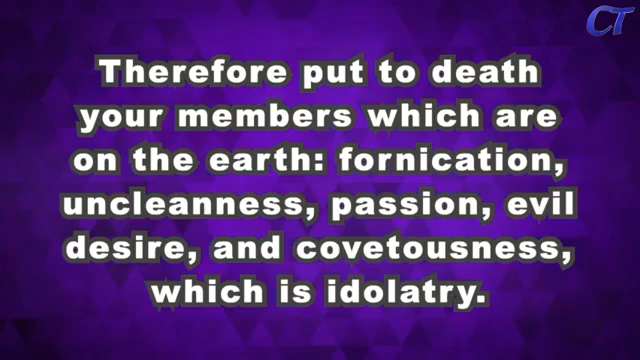 CT
Therefore put to death
your members which are
on the earth: fornication,
uncleanness, passion, evil
desire, and covetousness,
which is idolatry.